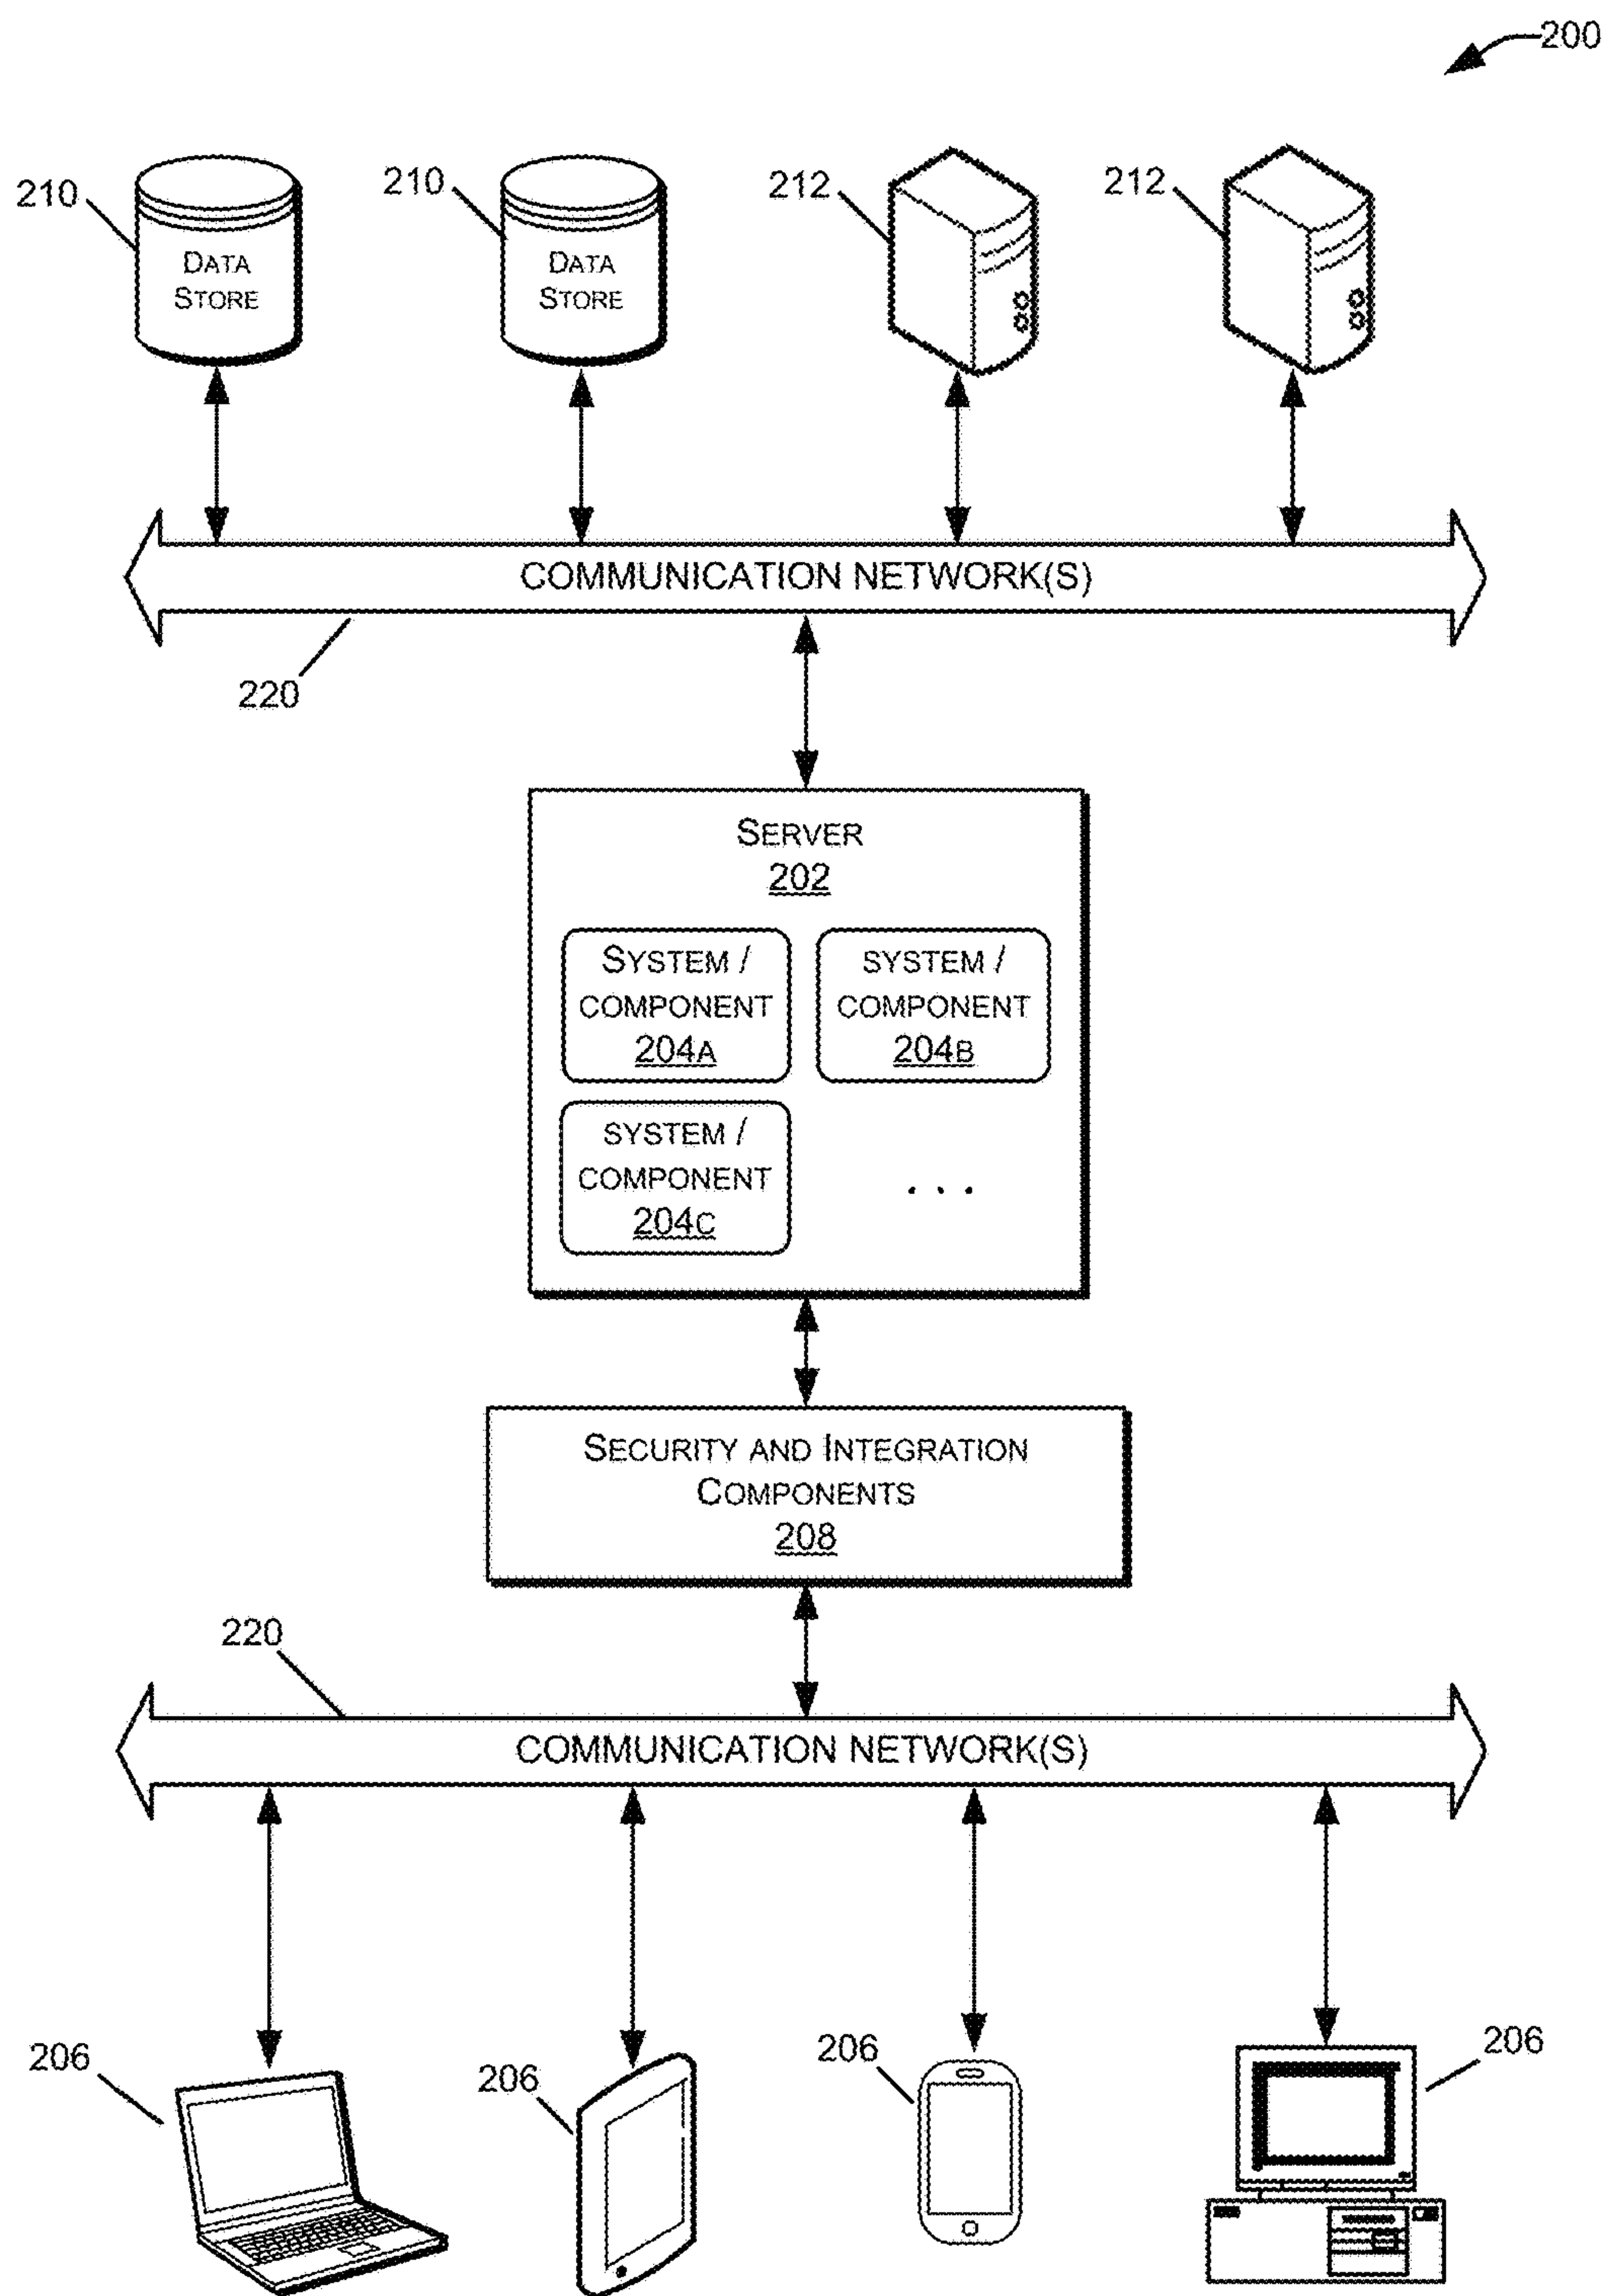 200
210
210
212
212
DATA
STORE
DATA
STORE
COMMUNICATION NETWORK(S)
220
SERVER
202
SYSTEM /
COMPONENT
204A
SYSTEM /
COMPONENT
204B
SYSTEM /
COMPONENT
204C
. . .
SECURITY AND INTEGRATION
COMPONENTS
208
220
COMMUNICATION NETWORK(S)
206
206
206
206